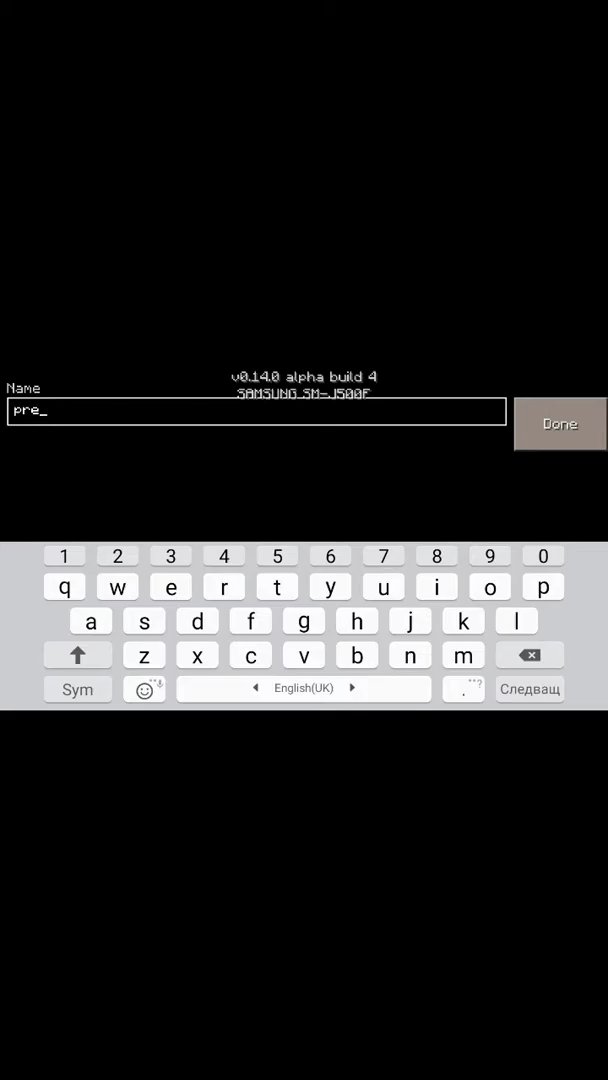 v0.14.0 alpha build 4
Name
SAMSUNG SM-J500F
pre_
Done
1 2 3 4 5 6 7 8 9 0
q w e r t y u i o p
a s d f g h j k l
z x c v b n m
Sym English(UK) . Следващ